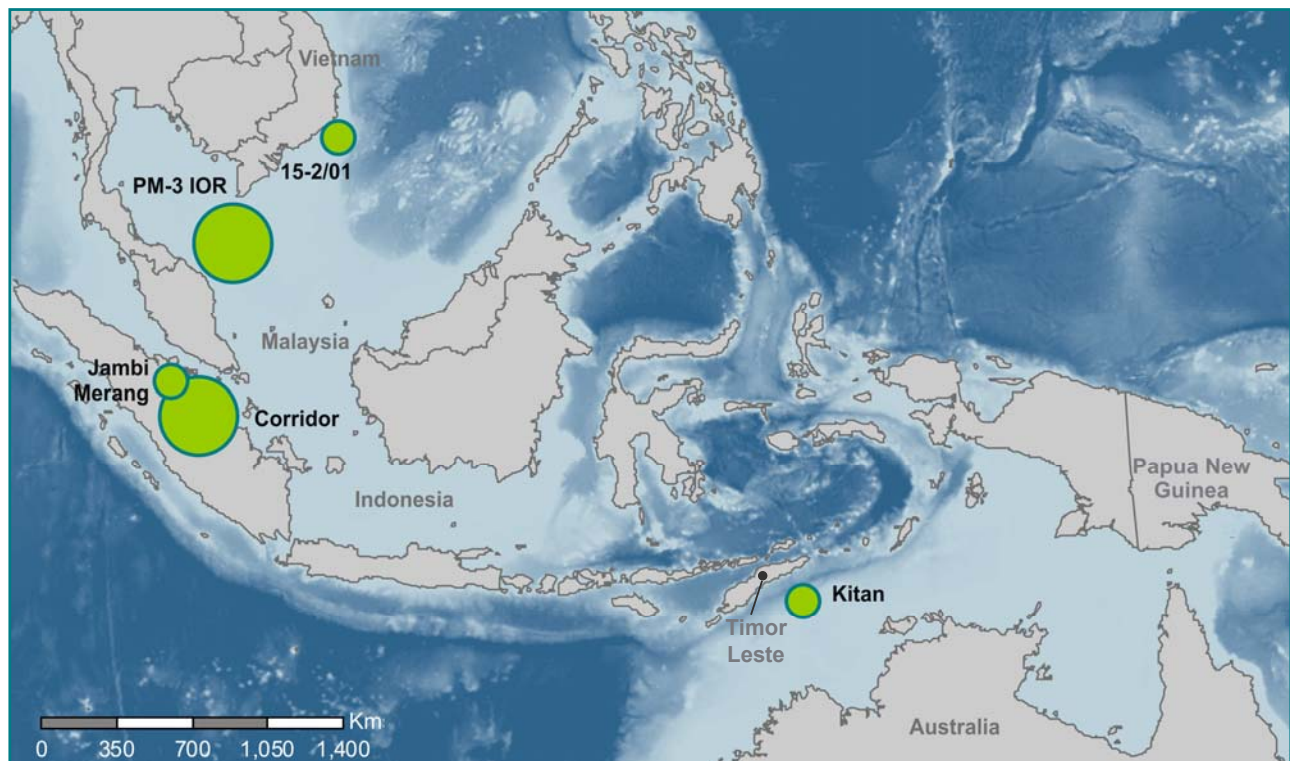 Vietnam
15-2/01
PM-3 IOR
Malaysia
Jambi
Merang
Corridor
Indonesia
Papua New
Guinea
Kitan
Timor
Leste
Australia
Km
0 350 700 1,050 1,400